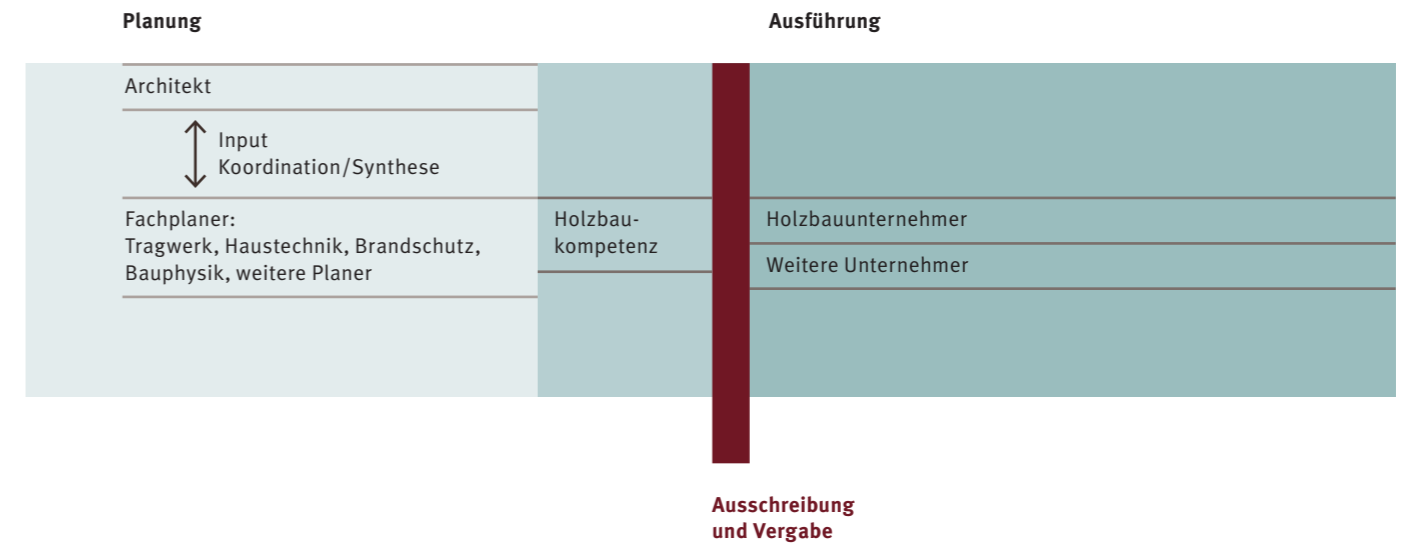 Planung
Ausführung
Architekt
Input
Koordination/Synthese
Fachplaner:
Tragwerk, Haustechnik, Brandschutz,
Bauphysik, weitere Planer
Holzbau-
kompetenz
Holzbauunternehmer
Weitere Unternehmer
Ausschreibung
und Vergabe